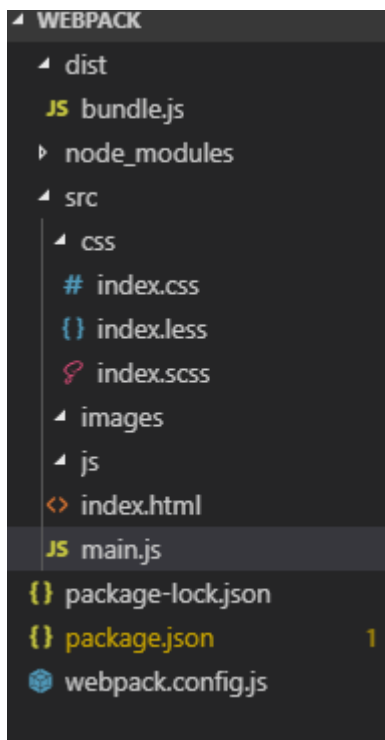 WEBPACK
dist
JS bundle.js
node_modules
src
css
# index.css
{} index.less
index.scss
images
js
<> index.html
JS main.js
{} package-lock.json
{} package.json 1
webpack.config.js